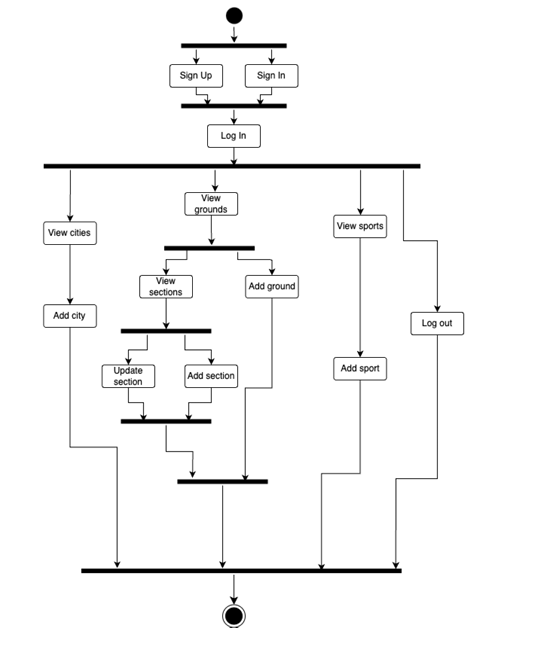 Sign Up
Sign In
Log In
View
grounds
View cities
View sports
View
sections
Add ground
Add city
Log out
Update
section
Add section
Add sport